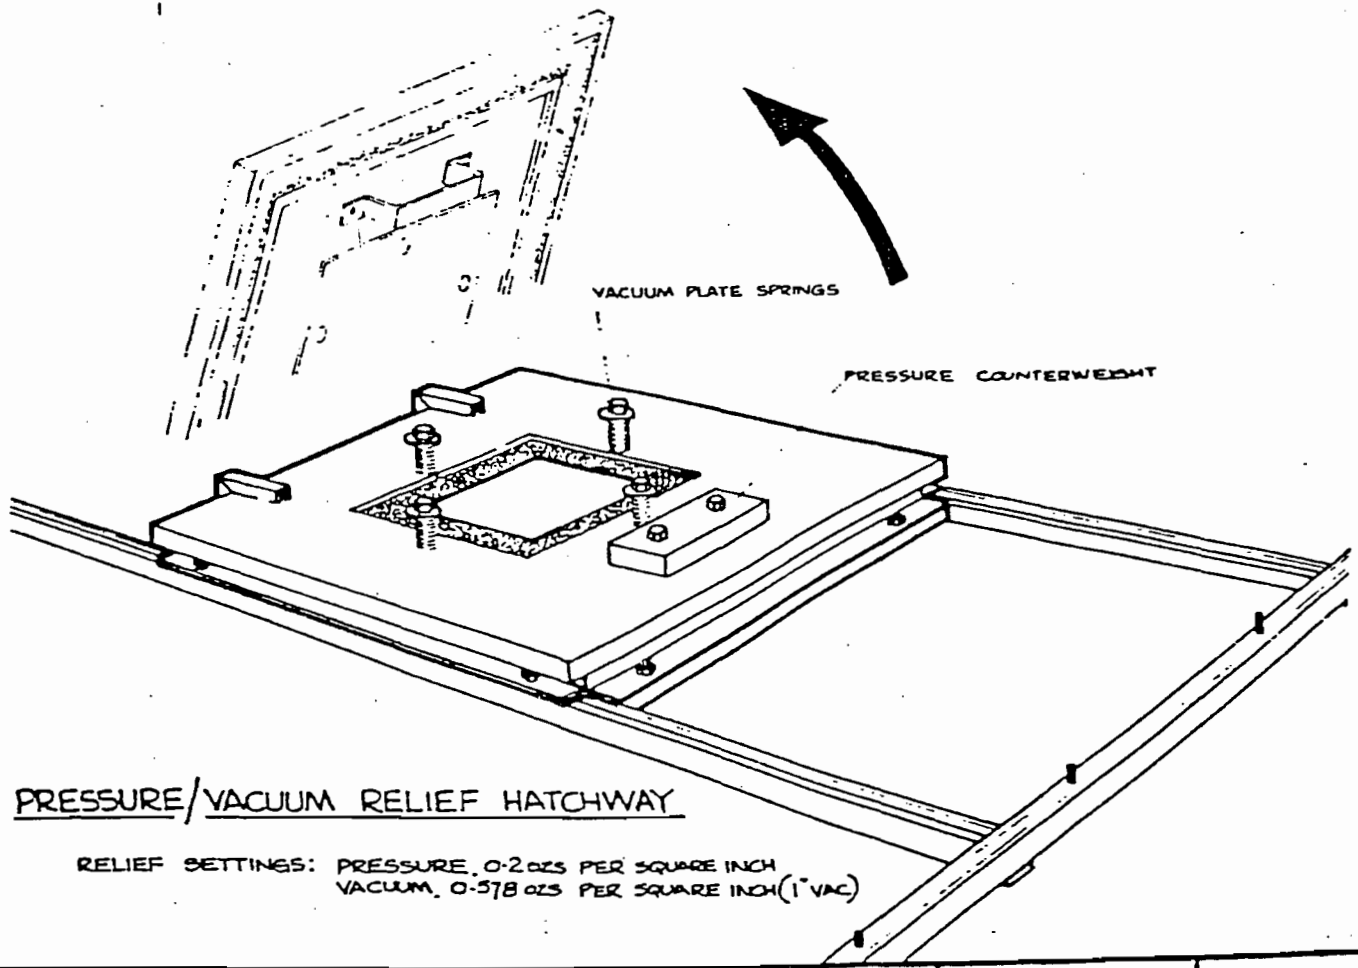 VACUUM PLATE SPRINGS
PRESSURE COUNTERWEIGHT
PRESSURE/VACUUM RELIEF HATCHWAY
RELIEF SETTINGS: PRESSURE. 0·2 OZS PER SQUARE INCH
VACUUM. 0·578 OZS PER SQUARE INCH (1" VAC)